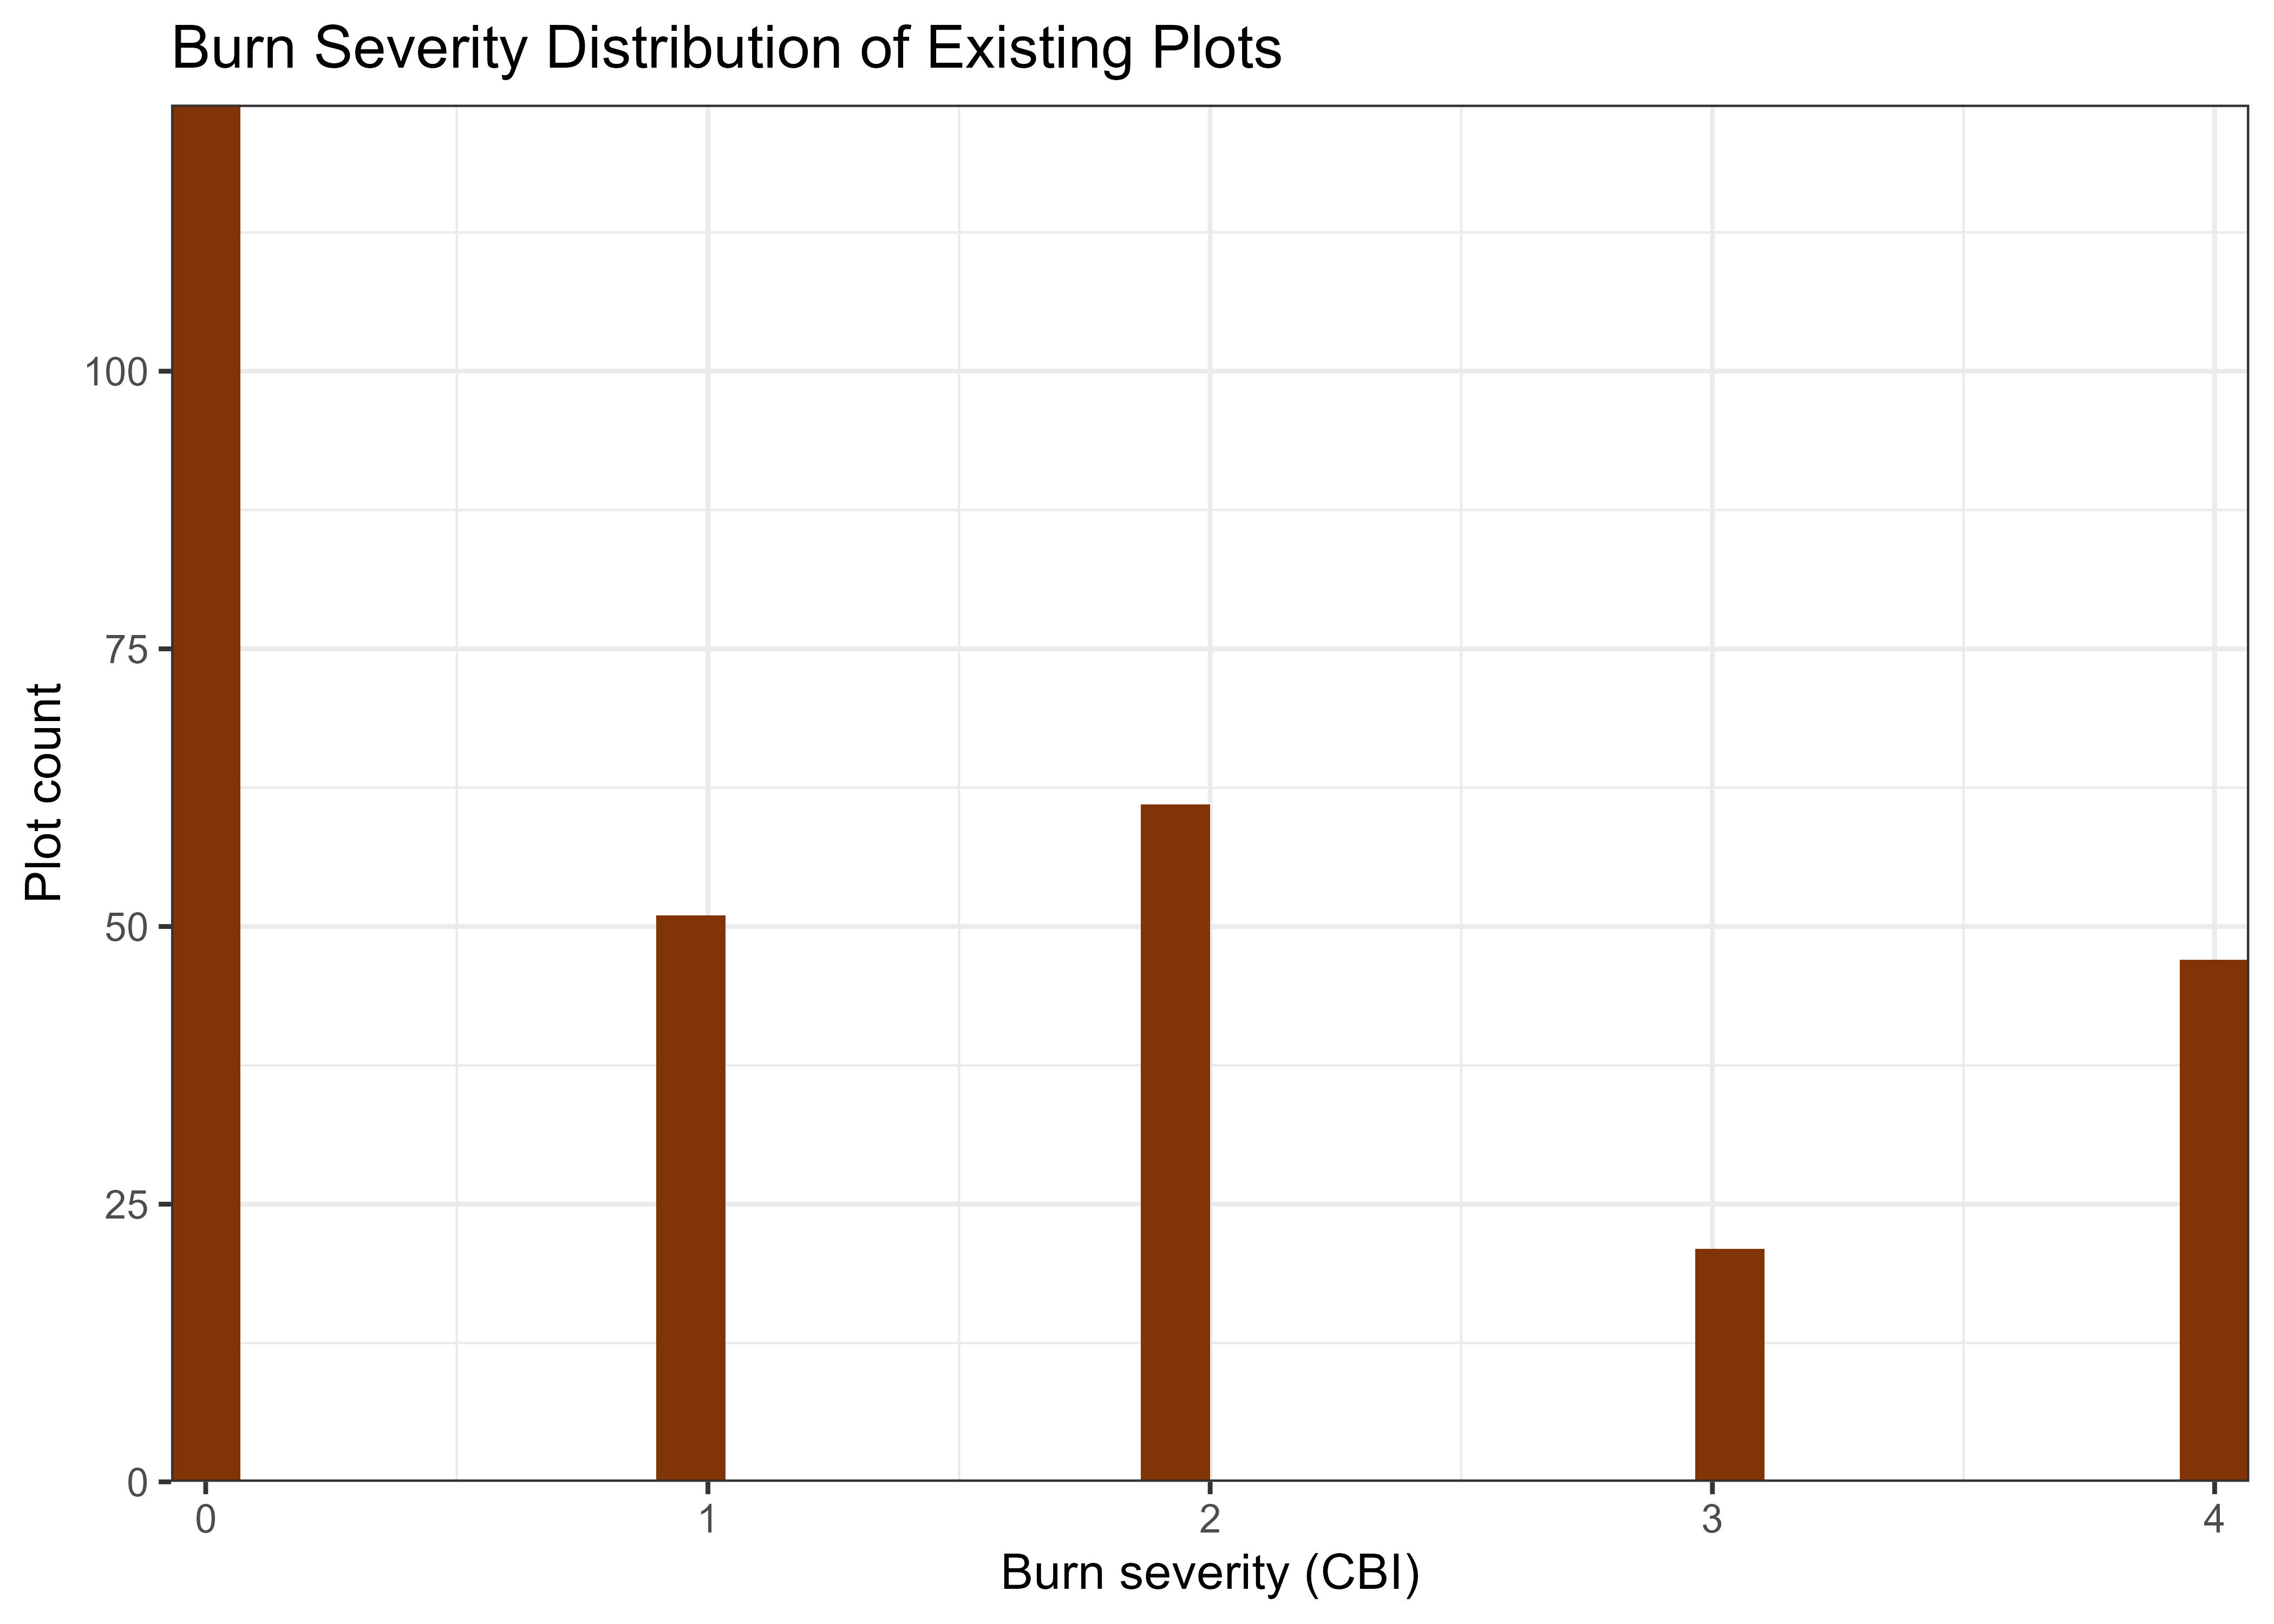 Burn Severity Distribution of Existing Plots
100
75
50
25
0
Plot count
0 1 2 3 4
Burn severity (CBI)